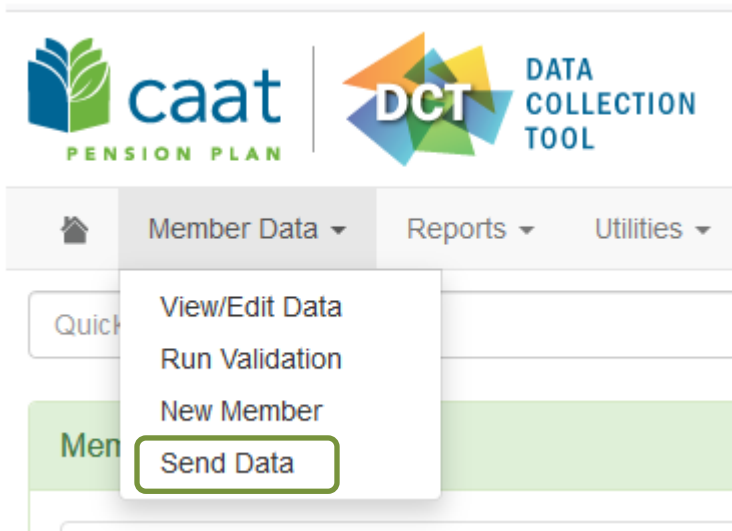 caat
PENSION PLAN
DCT
DATA
COLLECTION
TOOL
Member Data Reports Utilities
View/Edit Data
Run Validation
New Member
Send Data